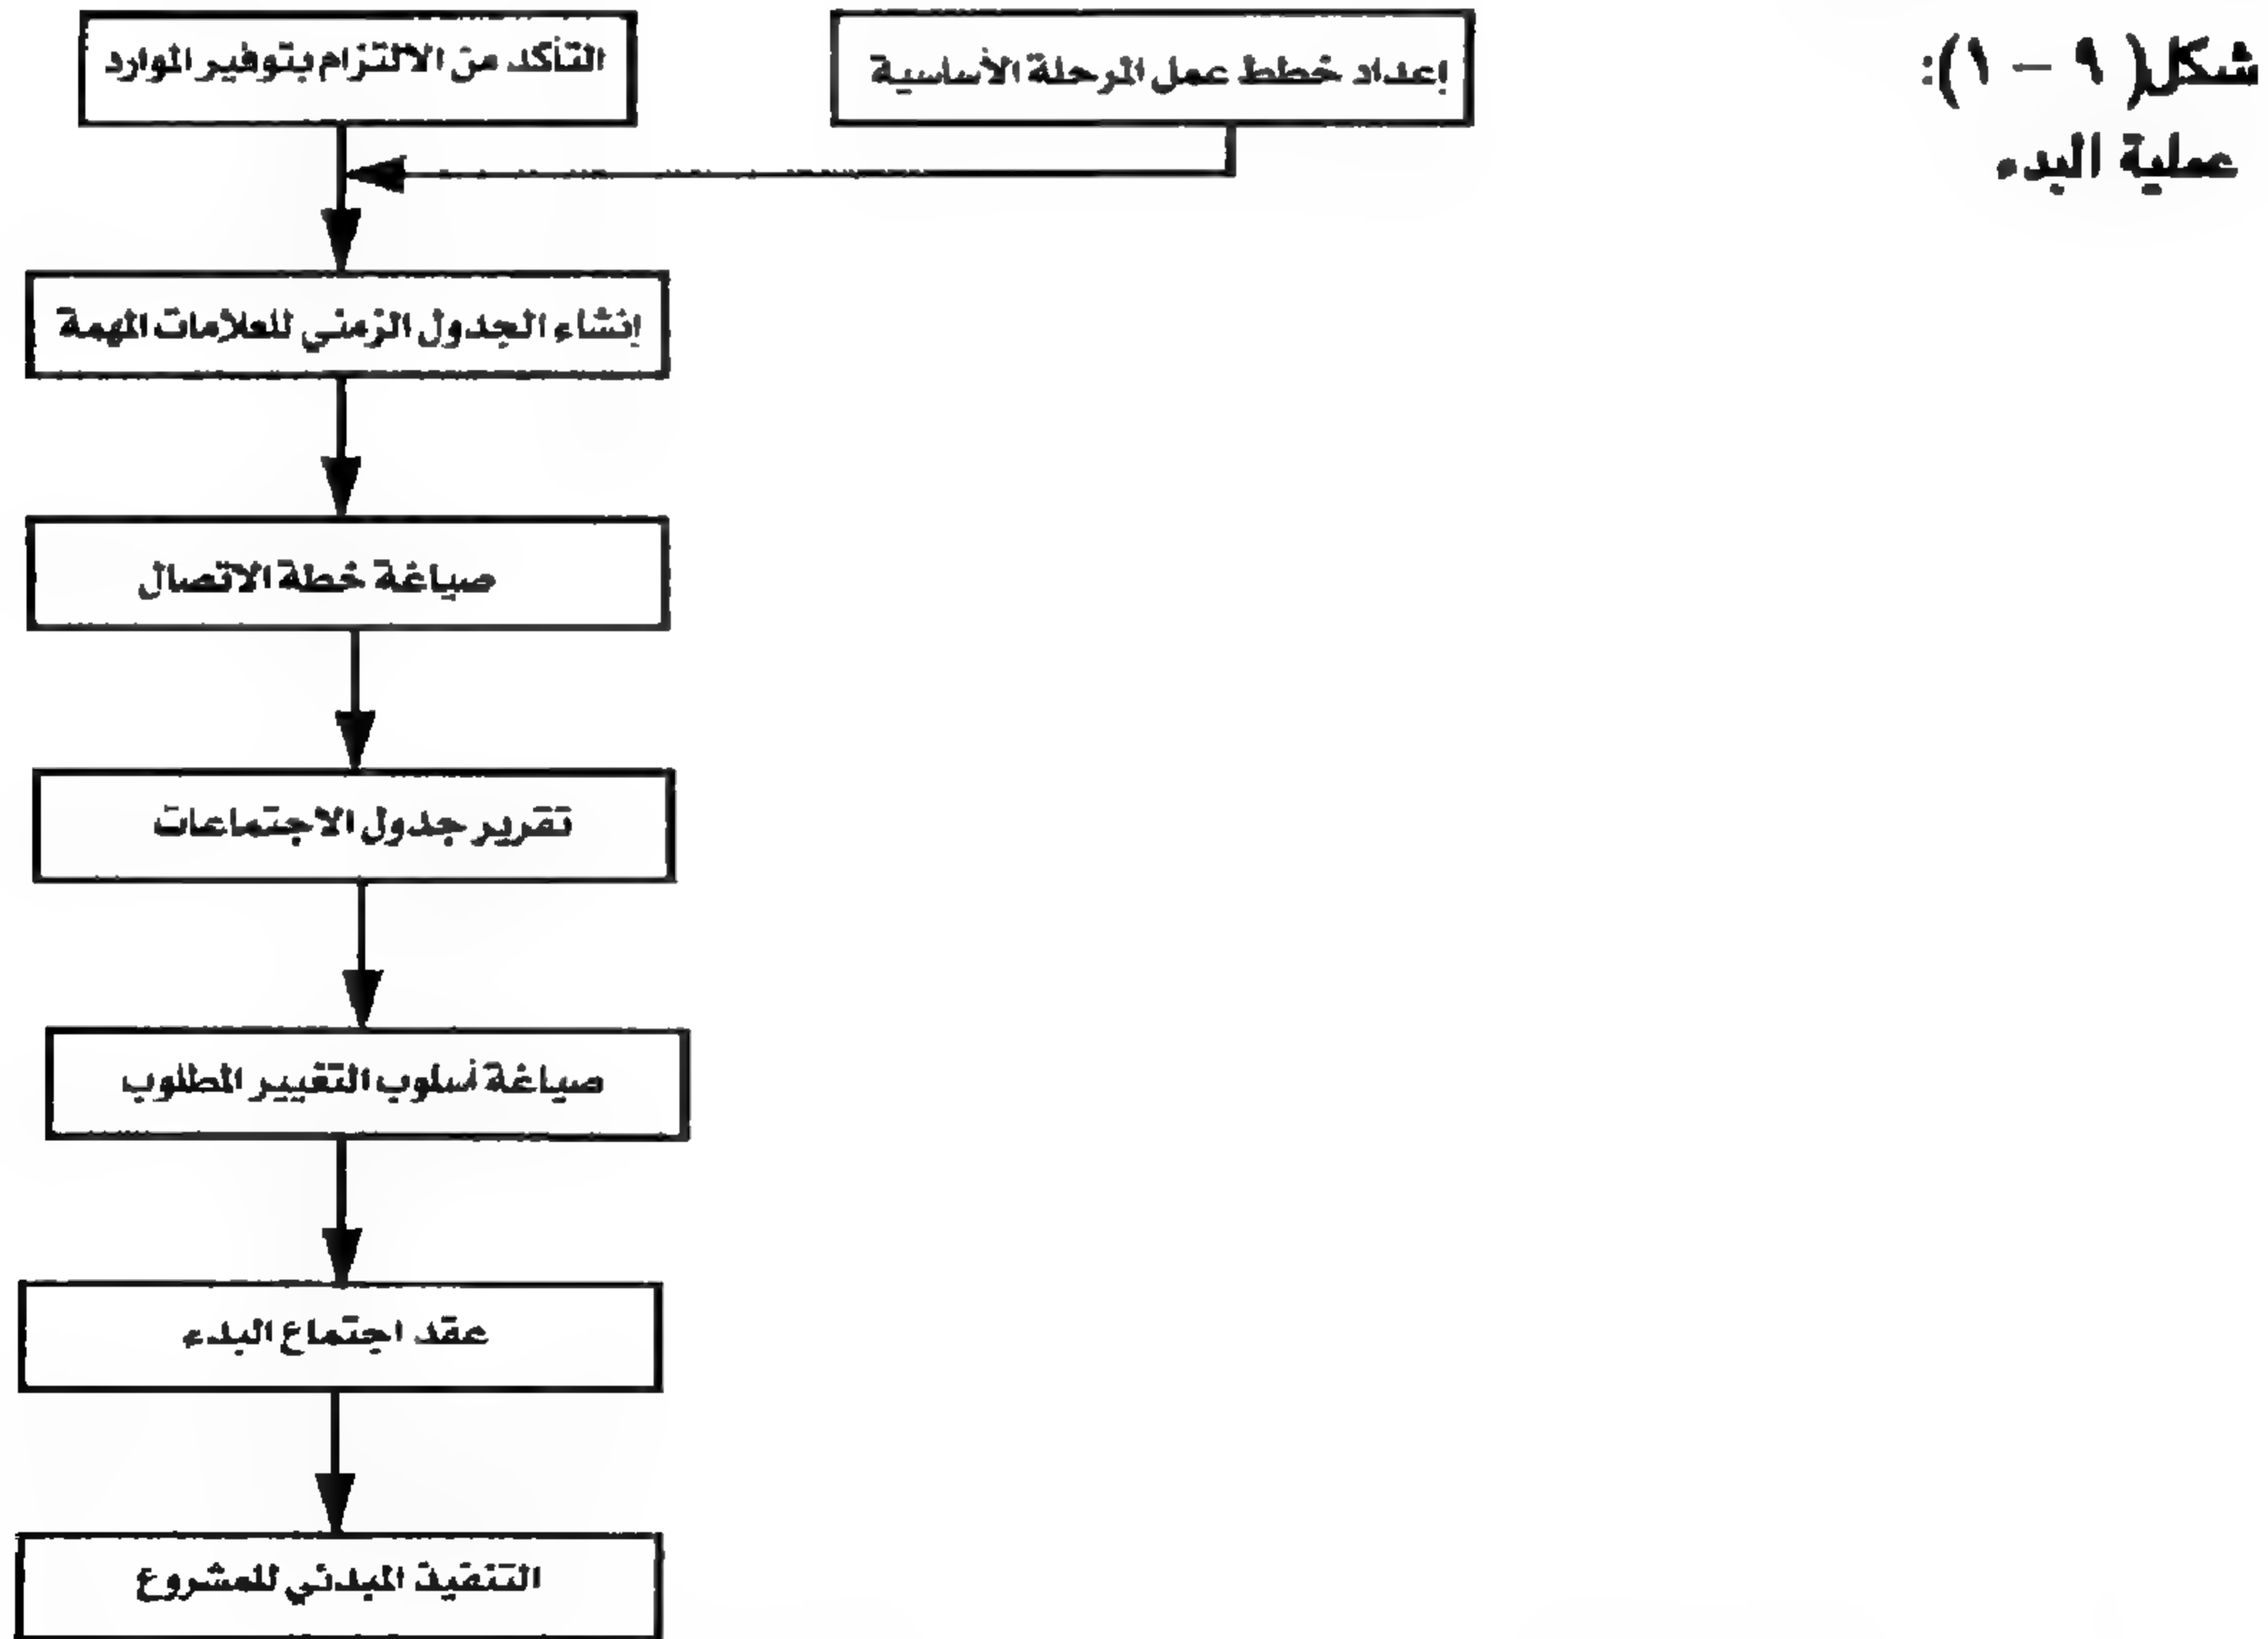 شكل( ٩ – ١):
عملية البدء
إعداد خطط عمل المرحلة الأساسية
التأكد من الالتزام بتوفير الموارد
إنشاء الجدول الزمني للعلامات المهمة
صياغة خطة الاتصال
تقرير جدول الاجتماعات
صياغة أسلوب التغيير المطلوب
عقد اجتماع البدء
التنفيذ المبدئي للمشروع